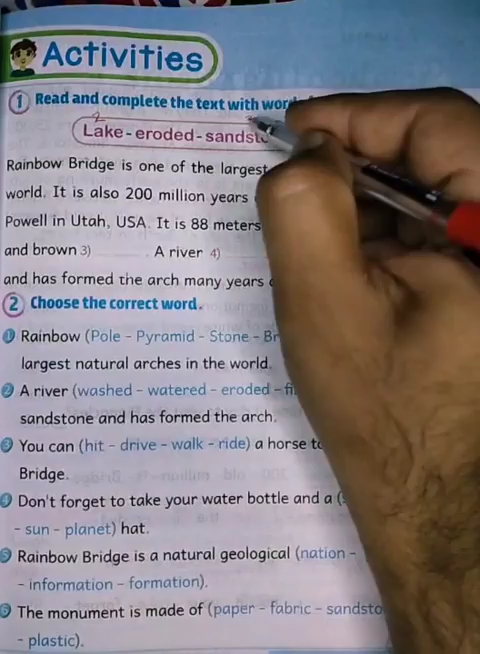 Activities
1 Read and complete the text with
2
Lake - eroded -
Rainbow Bridge is one of the largest
world. It is also 200 million years
Powell in Utah, USA. It is 88 meters
and brown 3) A river 4)
and has formed the arch many years
2 Choose the correct word.
1 Rainbow (Pole - Pyramid - Stone -
largest natural arches in the world.
2 A river (washed - watered - eroded -
sandstone and has formed the arch.
3 You can (hit - drive - walk - ride) a horse
Bridge.
4 Don't forget to take your water bottle and a
- sun - planet) hat.
5 Rainbow Bridge is a natural geological (nation -
- information - formation).
6 The monument is made of (paper - fabric -
- plastic).